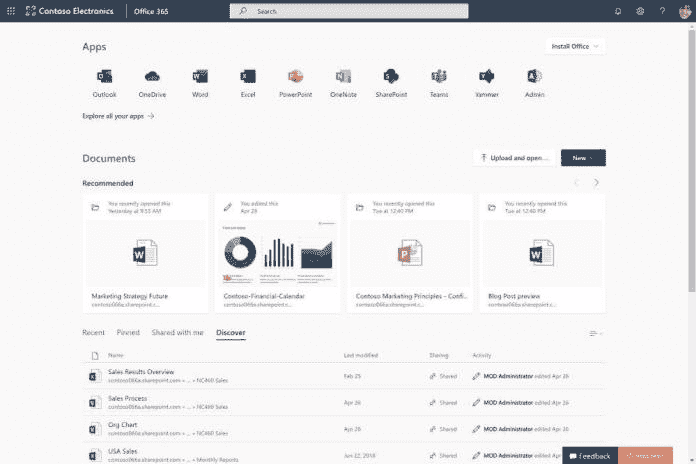 Contoso Electronics
Office 365
Search
Apps
Install Office
Outlook
OneDrive
Word
Excel
PowerPoint
OneNote
SharePoint
Teams
Yammer
Admin
Explore all your apps →
Documents
Upload and open...
New
Recommended
You recently opened this
Yesterday at 9:53 AM
You edited this
Apr 26
You recently opened this
Tue at 12:40 PM
You recently opened this
Tue at 12:40 PM
Marketing Strategy Future
contoso066a.sharepoint.c...
Contoso-Financial-Calendar
contoso066a.sharepoint.c...
Contoso Marketing Principles - Confi...
contoso066a.sharepoint.c...
Blog Post preview
contoso066a.sharepoint.c...
Recent
Pinned
Shared with me
Discover
Name
Last modified
Sharing
Activity
Sales Results Overview
contoso066a.sharepoint.com » ... » NC460 Sales
Feb 25
Shared
MOD Administrator edited Apr 26
Sales Process
contoso066a.sharepoint.com » ... » NC460 Sales
Apr 26
Shared
MOD Administrator edited Apr 26
Org Chart
contoso066a.sharepoint.com » ... » NC460 Sales
Apr 26
Shared
MOD Administrator edited Apr 26
USA Sales
contoso066a.sharepoint.com » ... » Monthly Reports
Jun 22, 2018
Shared
MOD Administrator edited Apr 26
Feedback